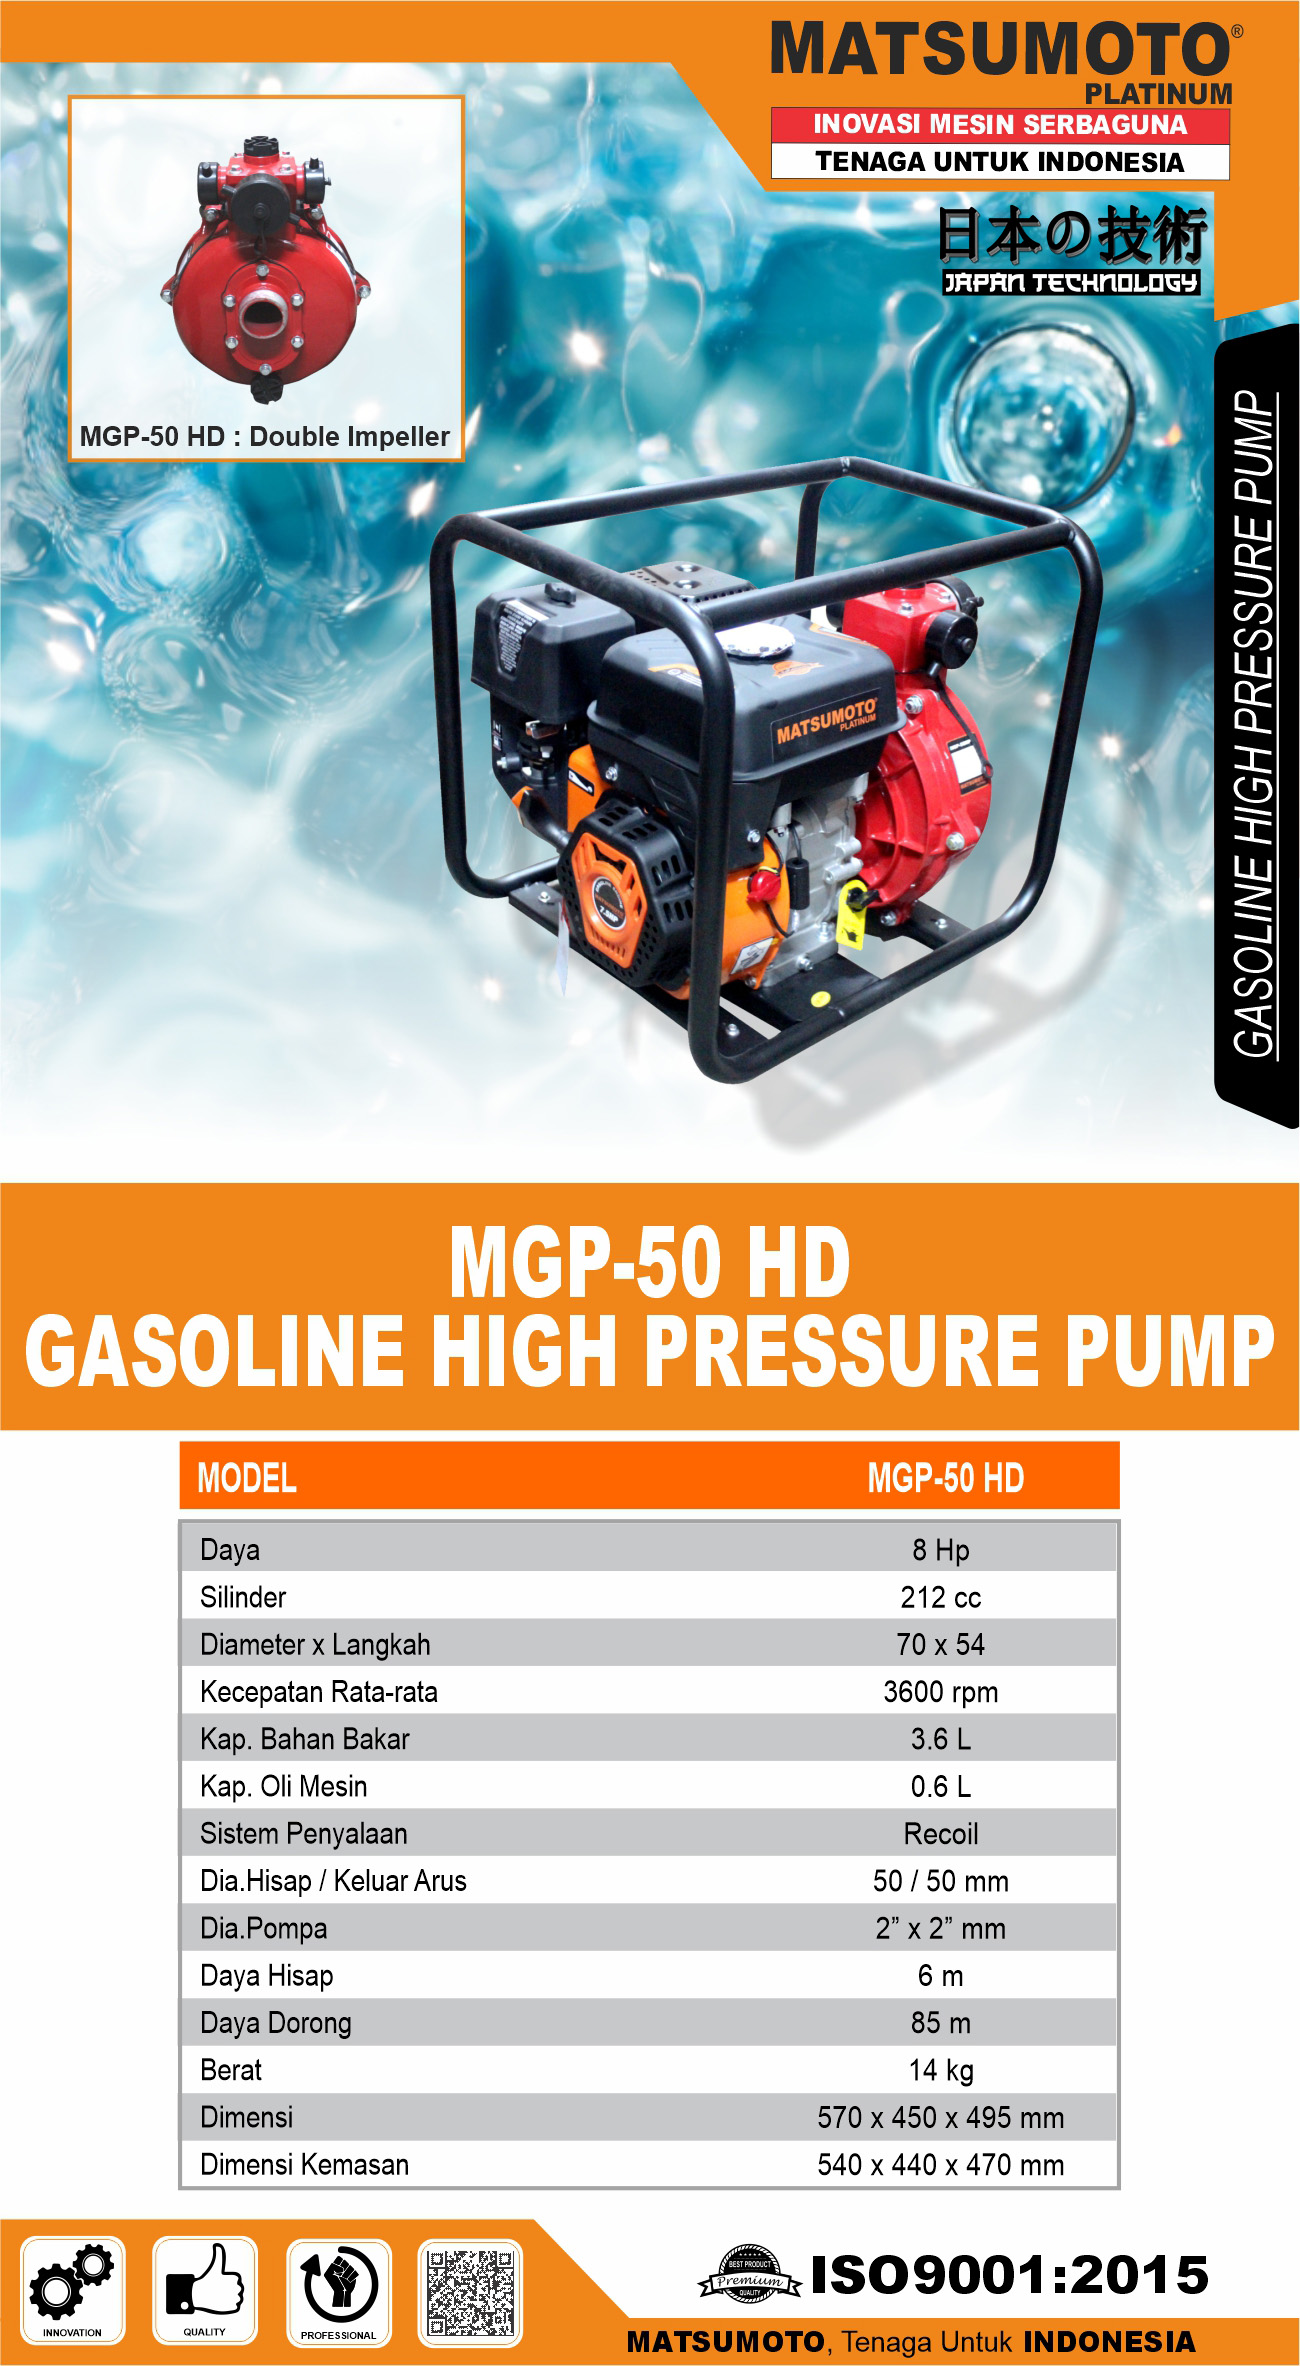 MATSUMOTO®
PLATINUM
INOVASI MESIN SERBAGUNA
TENAGA UNTUK INDONESIA
日本の技術
JAPAN TECHNOLOGY
MGP-50 HD : Double Impeller
GASOLINE HIGH PRESSURE PUMP
MATSUMOTO
PLATINUM
MGP-50 HD
GASOLINE HIGH PRESSURE PUMP
MODEL MGP-50 HD
Daya 8 Hp
Silinder 212 cc
Diameter x Langkah 70 x 54
Kecepatan Rata-rata 3600 rpm
Kap. Bahan Bakar 3.6 L
Kap. Oli Mesin 0.6 L
Sistem Penyalaan Recoil
Dia.Hisap / Keluar Arus 50 / 50 mm
Dia.Pompa 2” x 2” mm
Daya Hisap 6 m
Daya Dorong 85 m
Berat 14 kg
Dimensi 570 x 450 x 495 mm
Dimensi Kemasan 540 x 440 x 470 mm
INNOVATION
QUALITY
PROFESSIONAL
BEST PRODUCT
Premium
QUALITY
ISO9001:2015
MATSUMOTO, Tenaga Untuk INDONESIA